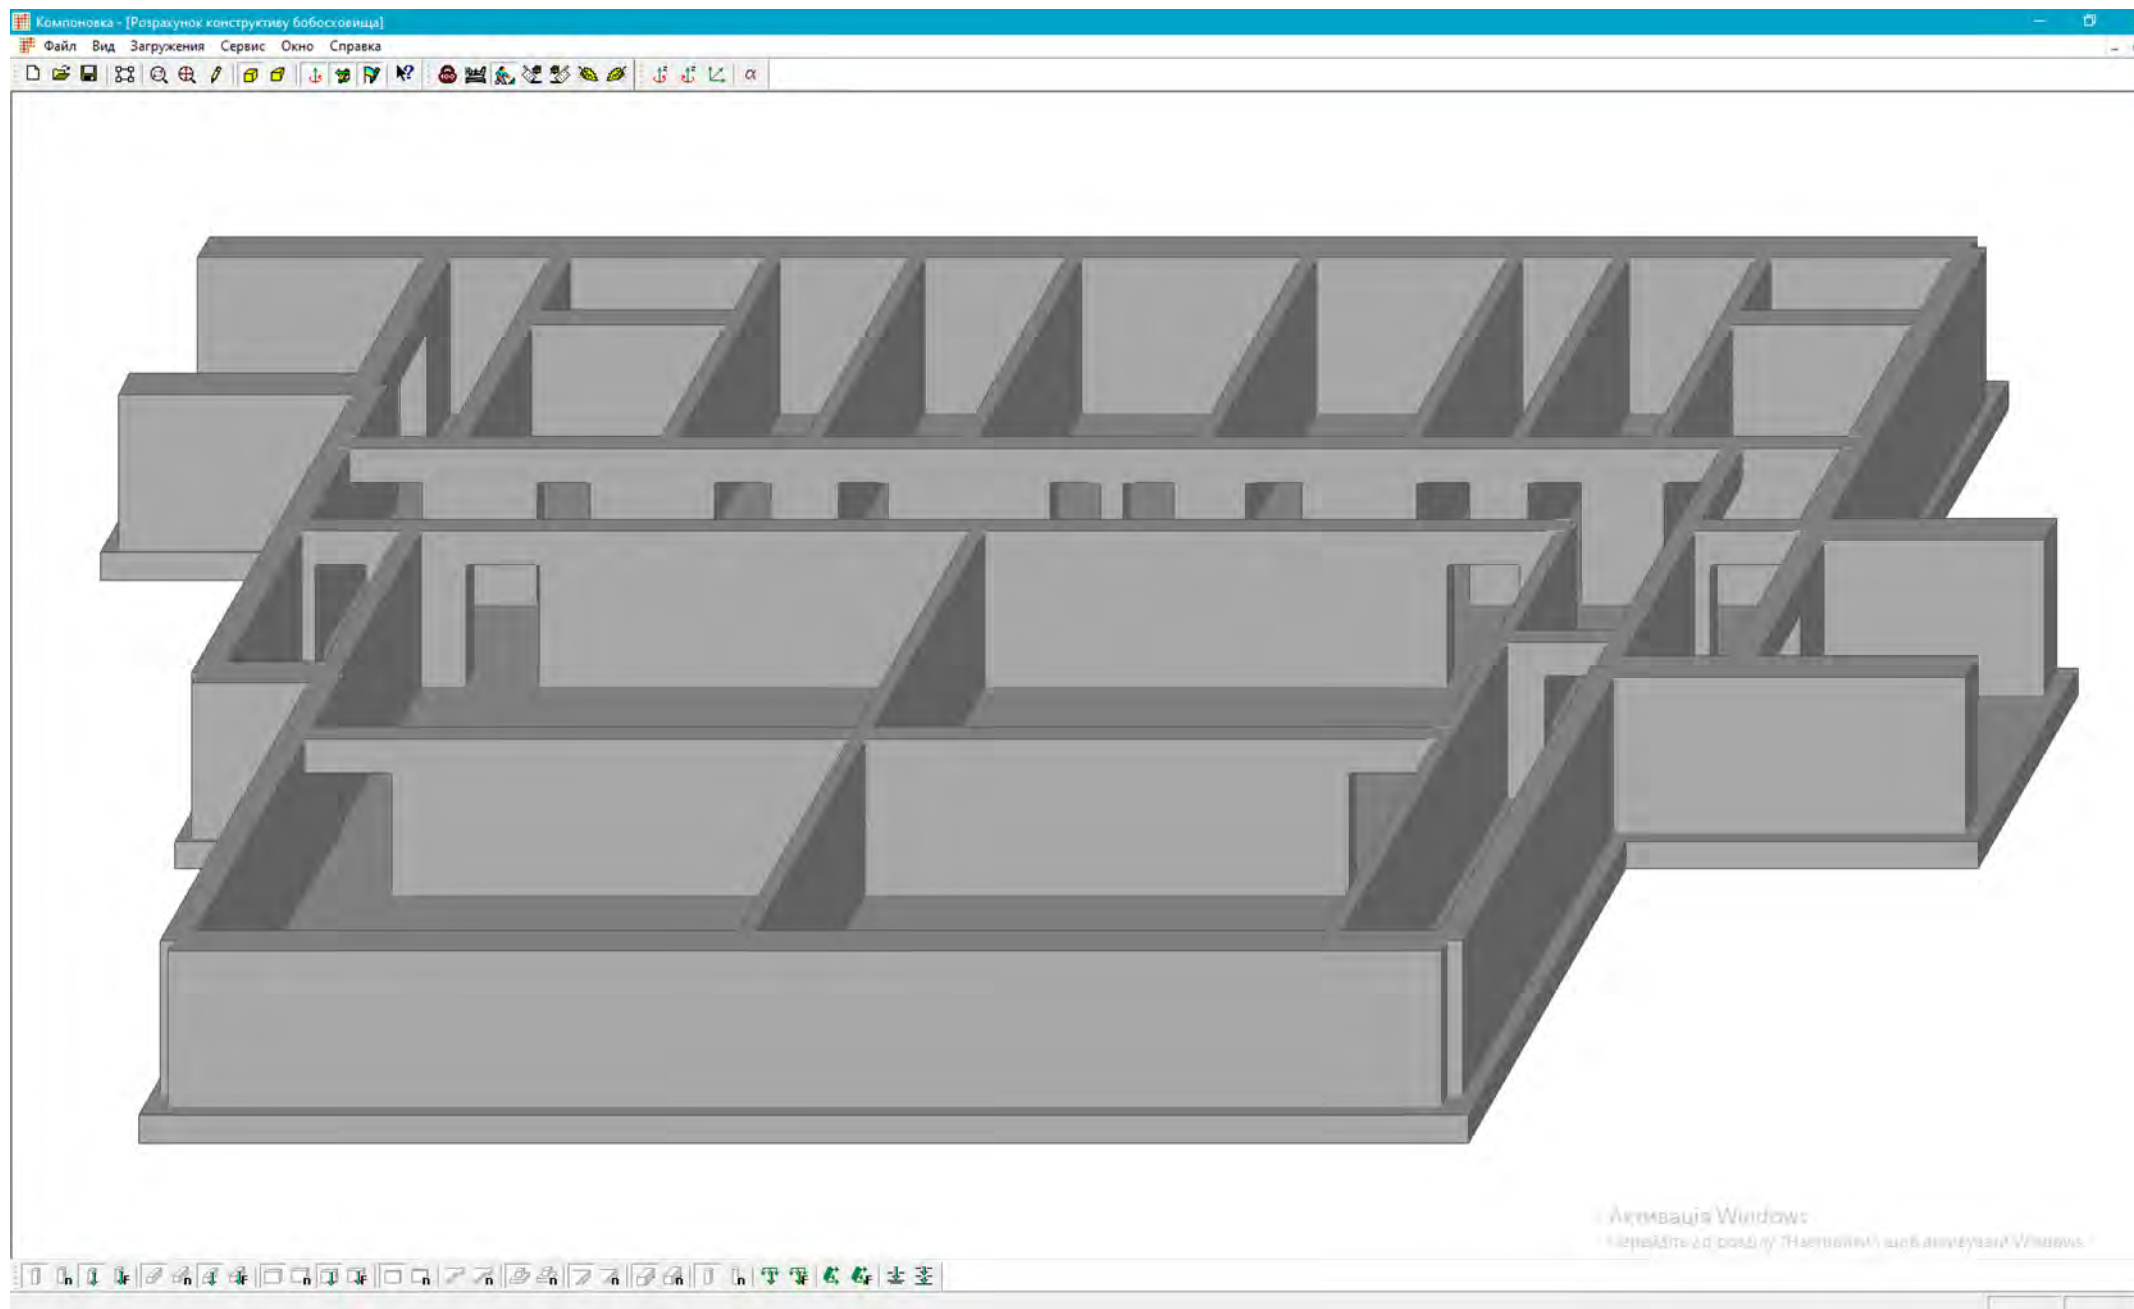 Компоновка - [Розрахунок конструктиву бобосховища]
Файл Вид Загружения Сервис Окно Справка
α
Активація Windows